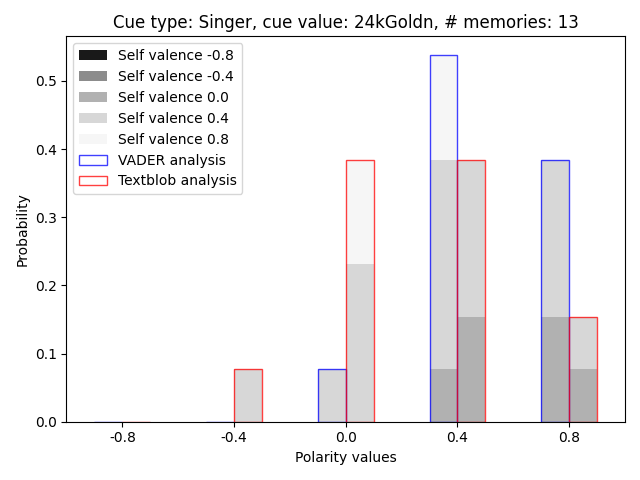 Cue type: Singer, cue value: 24kGoldn, # memories: 13
Self valence -0.8
Self valence -0.4
Self valence 0.0
Self valence 0.4
Self valence 0.8
VADER analysis
Textblob analysis
Probability
0.5
0.4
0.3
0.2
0.1
0.0
-0.8 -0.4 0.0 0.4 0.8
Polarity values